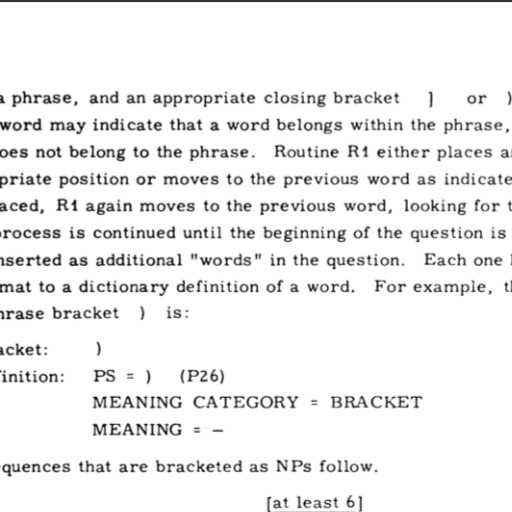 a phrase, and an appropriate closing bracket ] or )
word may indicate that a word belongs within the phrase,
oes not belong to the phrase. Routine R1 either places a
priate position or moves to the previous word as indicate
aced, R1 again moves to the previous word, looking for t
rocess is continued until the beginning of the question is
nserted as additional "words" in the question. Each one
mat to a dictionary definition of a word. For example, t
hrase bracket ) is:
acket: )
inition: PS = ) (P26)
MEANING CATEGORY = BRACKET
MEANING = –
equences that are bracketed as NPs follow.
[at least 6]